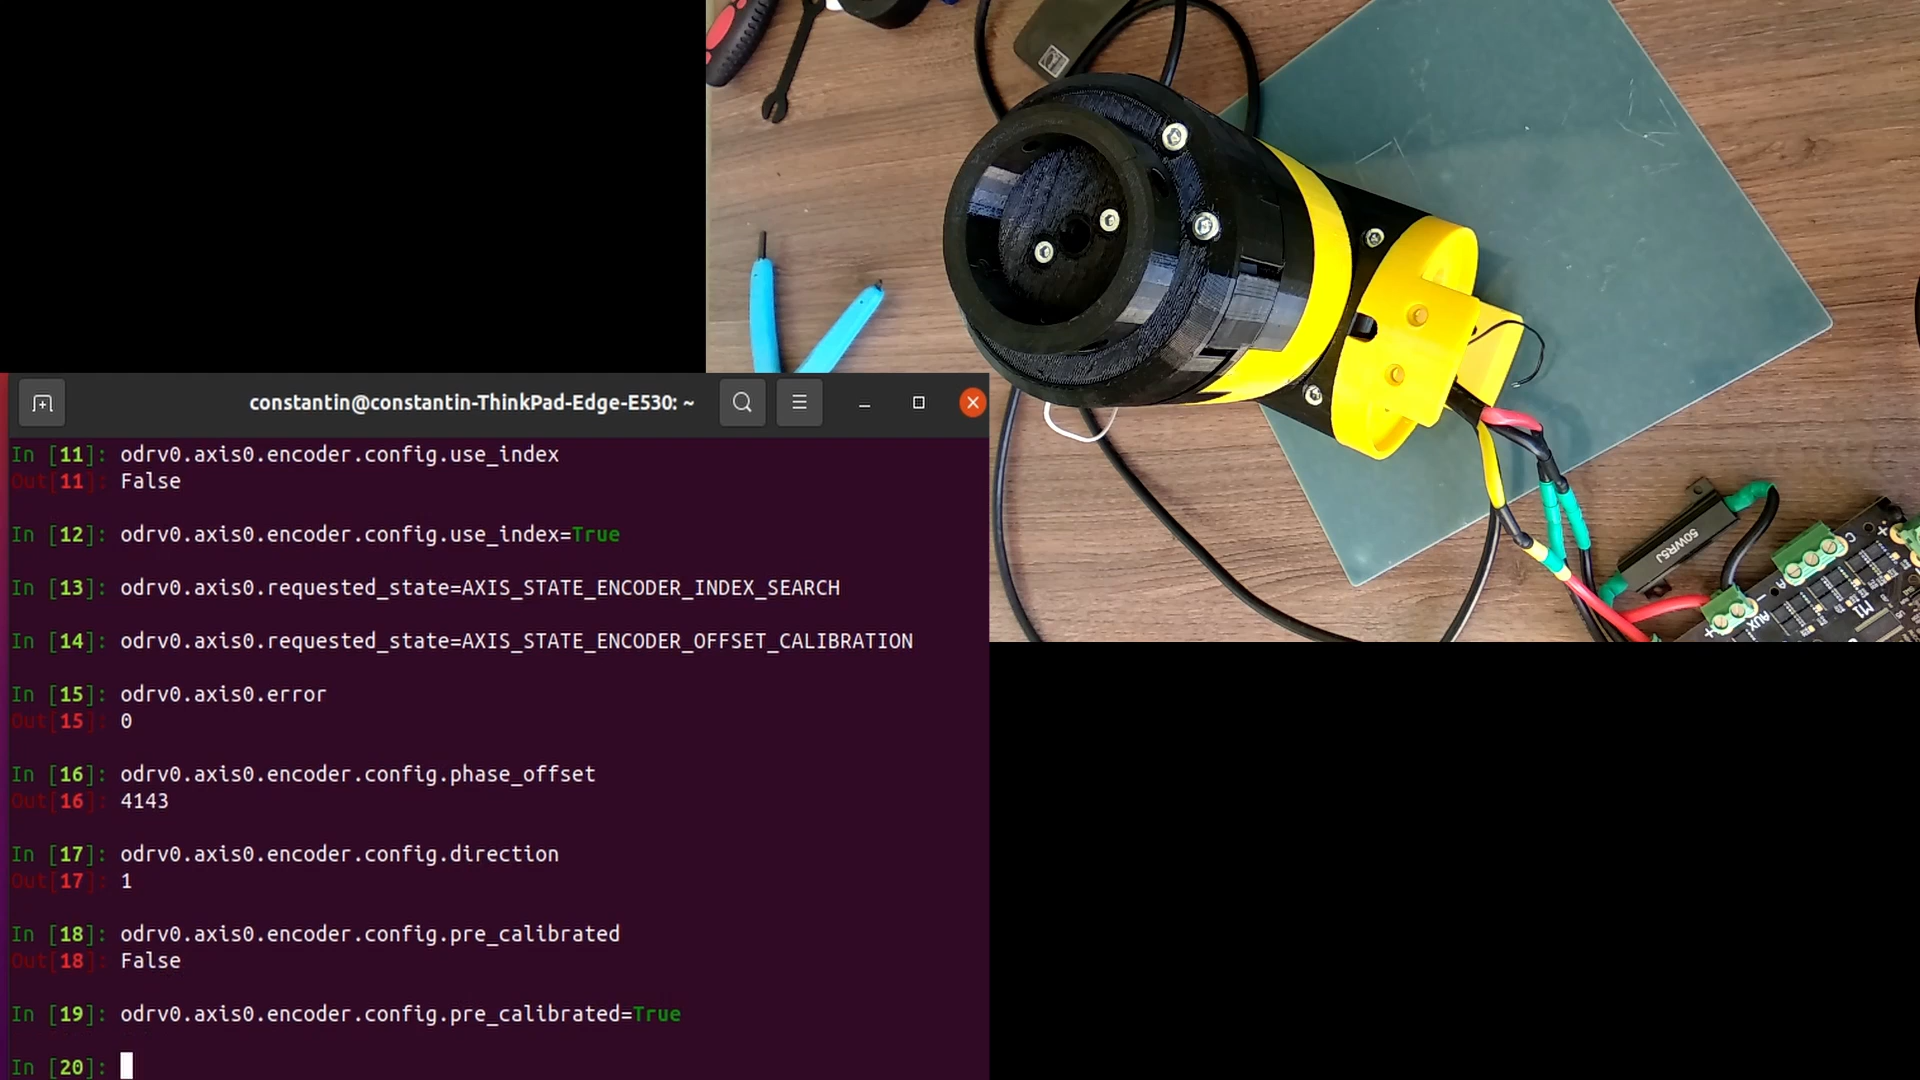 constantin@constantin-ThinkPad-Edge-E530: ~
In [11]: odrv0.axis0.encoder.config.use_index
Out[11]: False
In [12]: odrv0.axis0.encoder.config.use_index=True
In [13]: odrv0.axis0.requested_state=AXIS_STATE_ENCODER_INDEX_SEARCH
In [14]: odrv0.axis0.requested_state=AXIS_STATE_ENCODER_OFFSET_CALIBRATION
In [15]: odrv0.axis0.error
Out[15]: 0
In [16]: odrv0.axis0.encoder.config.phase_offset
Out[16]: 4143
In [17]: odrv0.axis0.encoder.config.direction
Out[17]: 1
In [18]: odrv0.axis0.encoder.config.pre_calibrated
Out[18]: False
In [19]: odrv0.axis0.encoder.config.pre_calibrated=True
In [20]:
50WR5J
C
A
M1
AUX
+